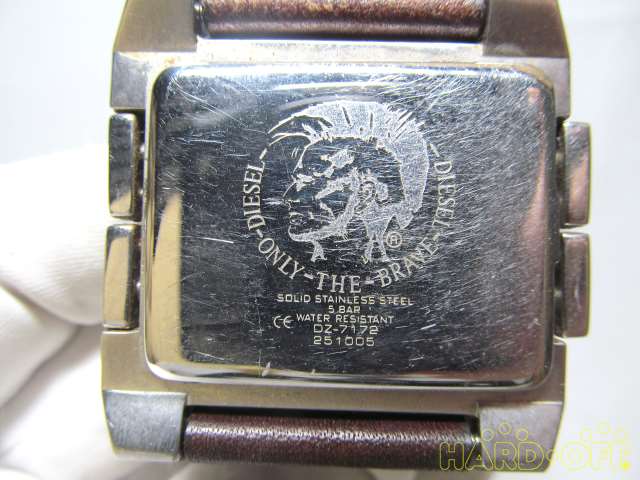 DIESEL-ONLY-THE-BRAVE-DIESEL
®
SOLID STAINLESS STEEL
5 BAR
CE WATER RESISTANT
DZ-7172
251005
HARD·OFF